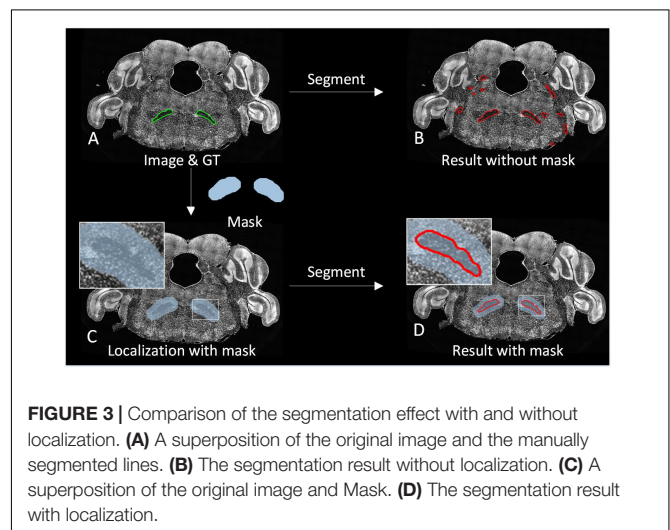 Segment
A
Image & GT
B
Result without mask
Mask
Segment
C
Localization with mask
D
Result with mask
FIGURE 3 | Comparison of the segmentation effect with and without
localization. (A) A superposition of the original image and the manually
segmented lines. (B) The segmentation result without localization. (C) A
superposition of the original image and Mask. (D) The segmentation result
with localization.